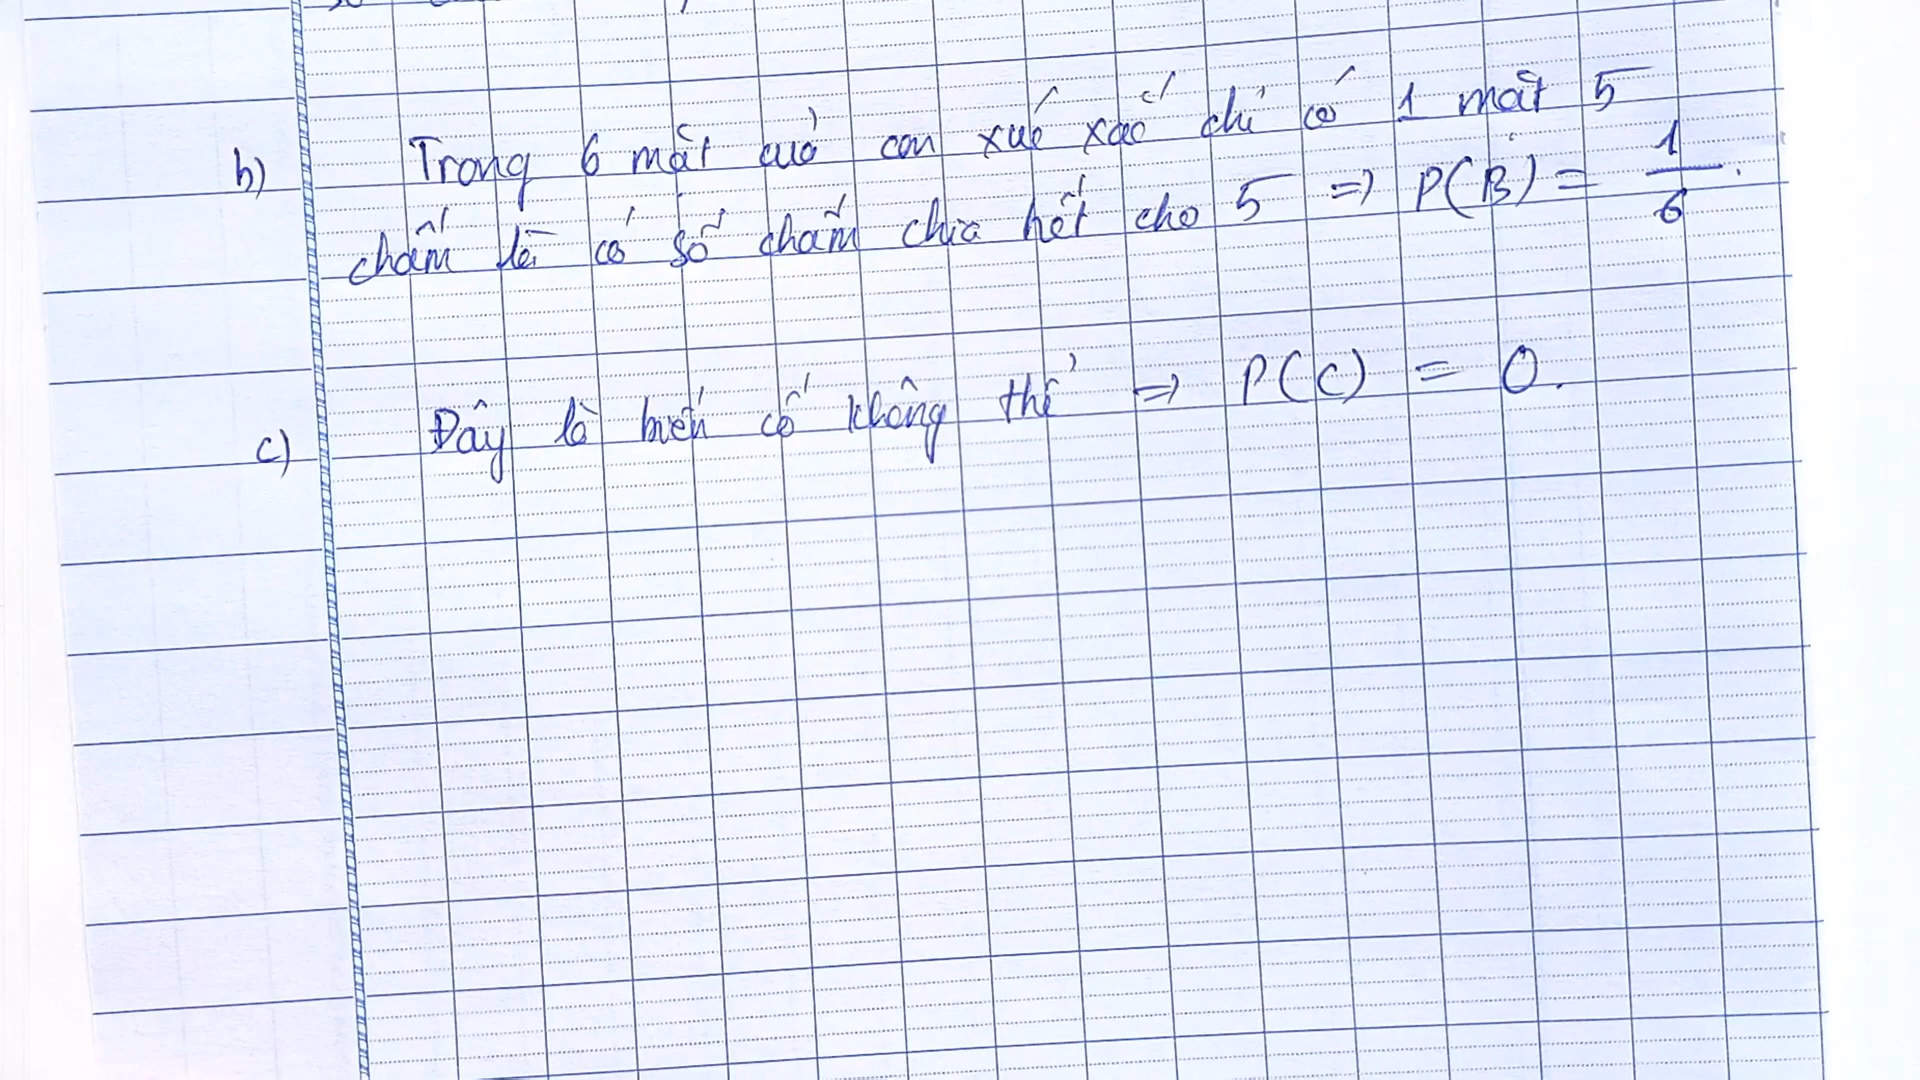 b) Trong 6 mặt của con xúc xắc chỉ có 1 mặt 5
chấm là có số chấm chia hết cho 5 => P(B) = 1/6.
c) Đây là biến cố không thể => P(C) = 0.